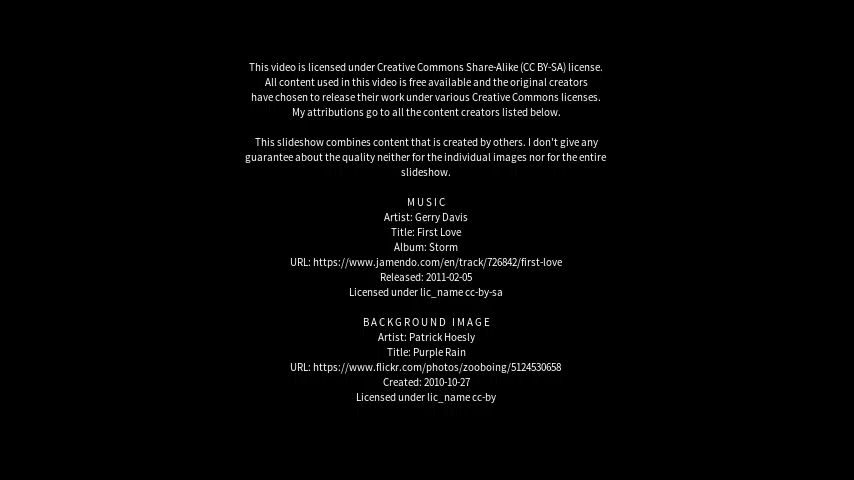 This video is licensed under Creative Commons Share-Alike (CC BY-SA) license.
All content used in this video is free available and the original creators
have chosen to release their work under various Creative Commons licenses.
My attributions go to all the content creators listed below.
This slideshow combines content that is created by others. I don't give any
guarantee about the quality neither for the individual images nor for the entire
slideshow.
MUSIC
Artist: Gerry Davis
Title: First Love
Album: Storm
URL: https://www.jamendo.com/en/track/726842/first-love
Released: 2011-02-05
Licensed under lic_name cc-by-sa
BACKGROUND IMAGE
Artist: Patrick Hoesly
Title: Purple Rain
URL: https://www.flickr.com/photos/zooboing/5124530658
Created: 2010-10-27
Licensed under lic_name cc-by